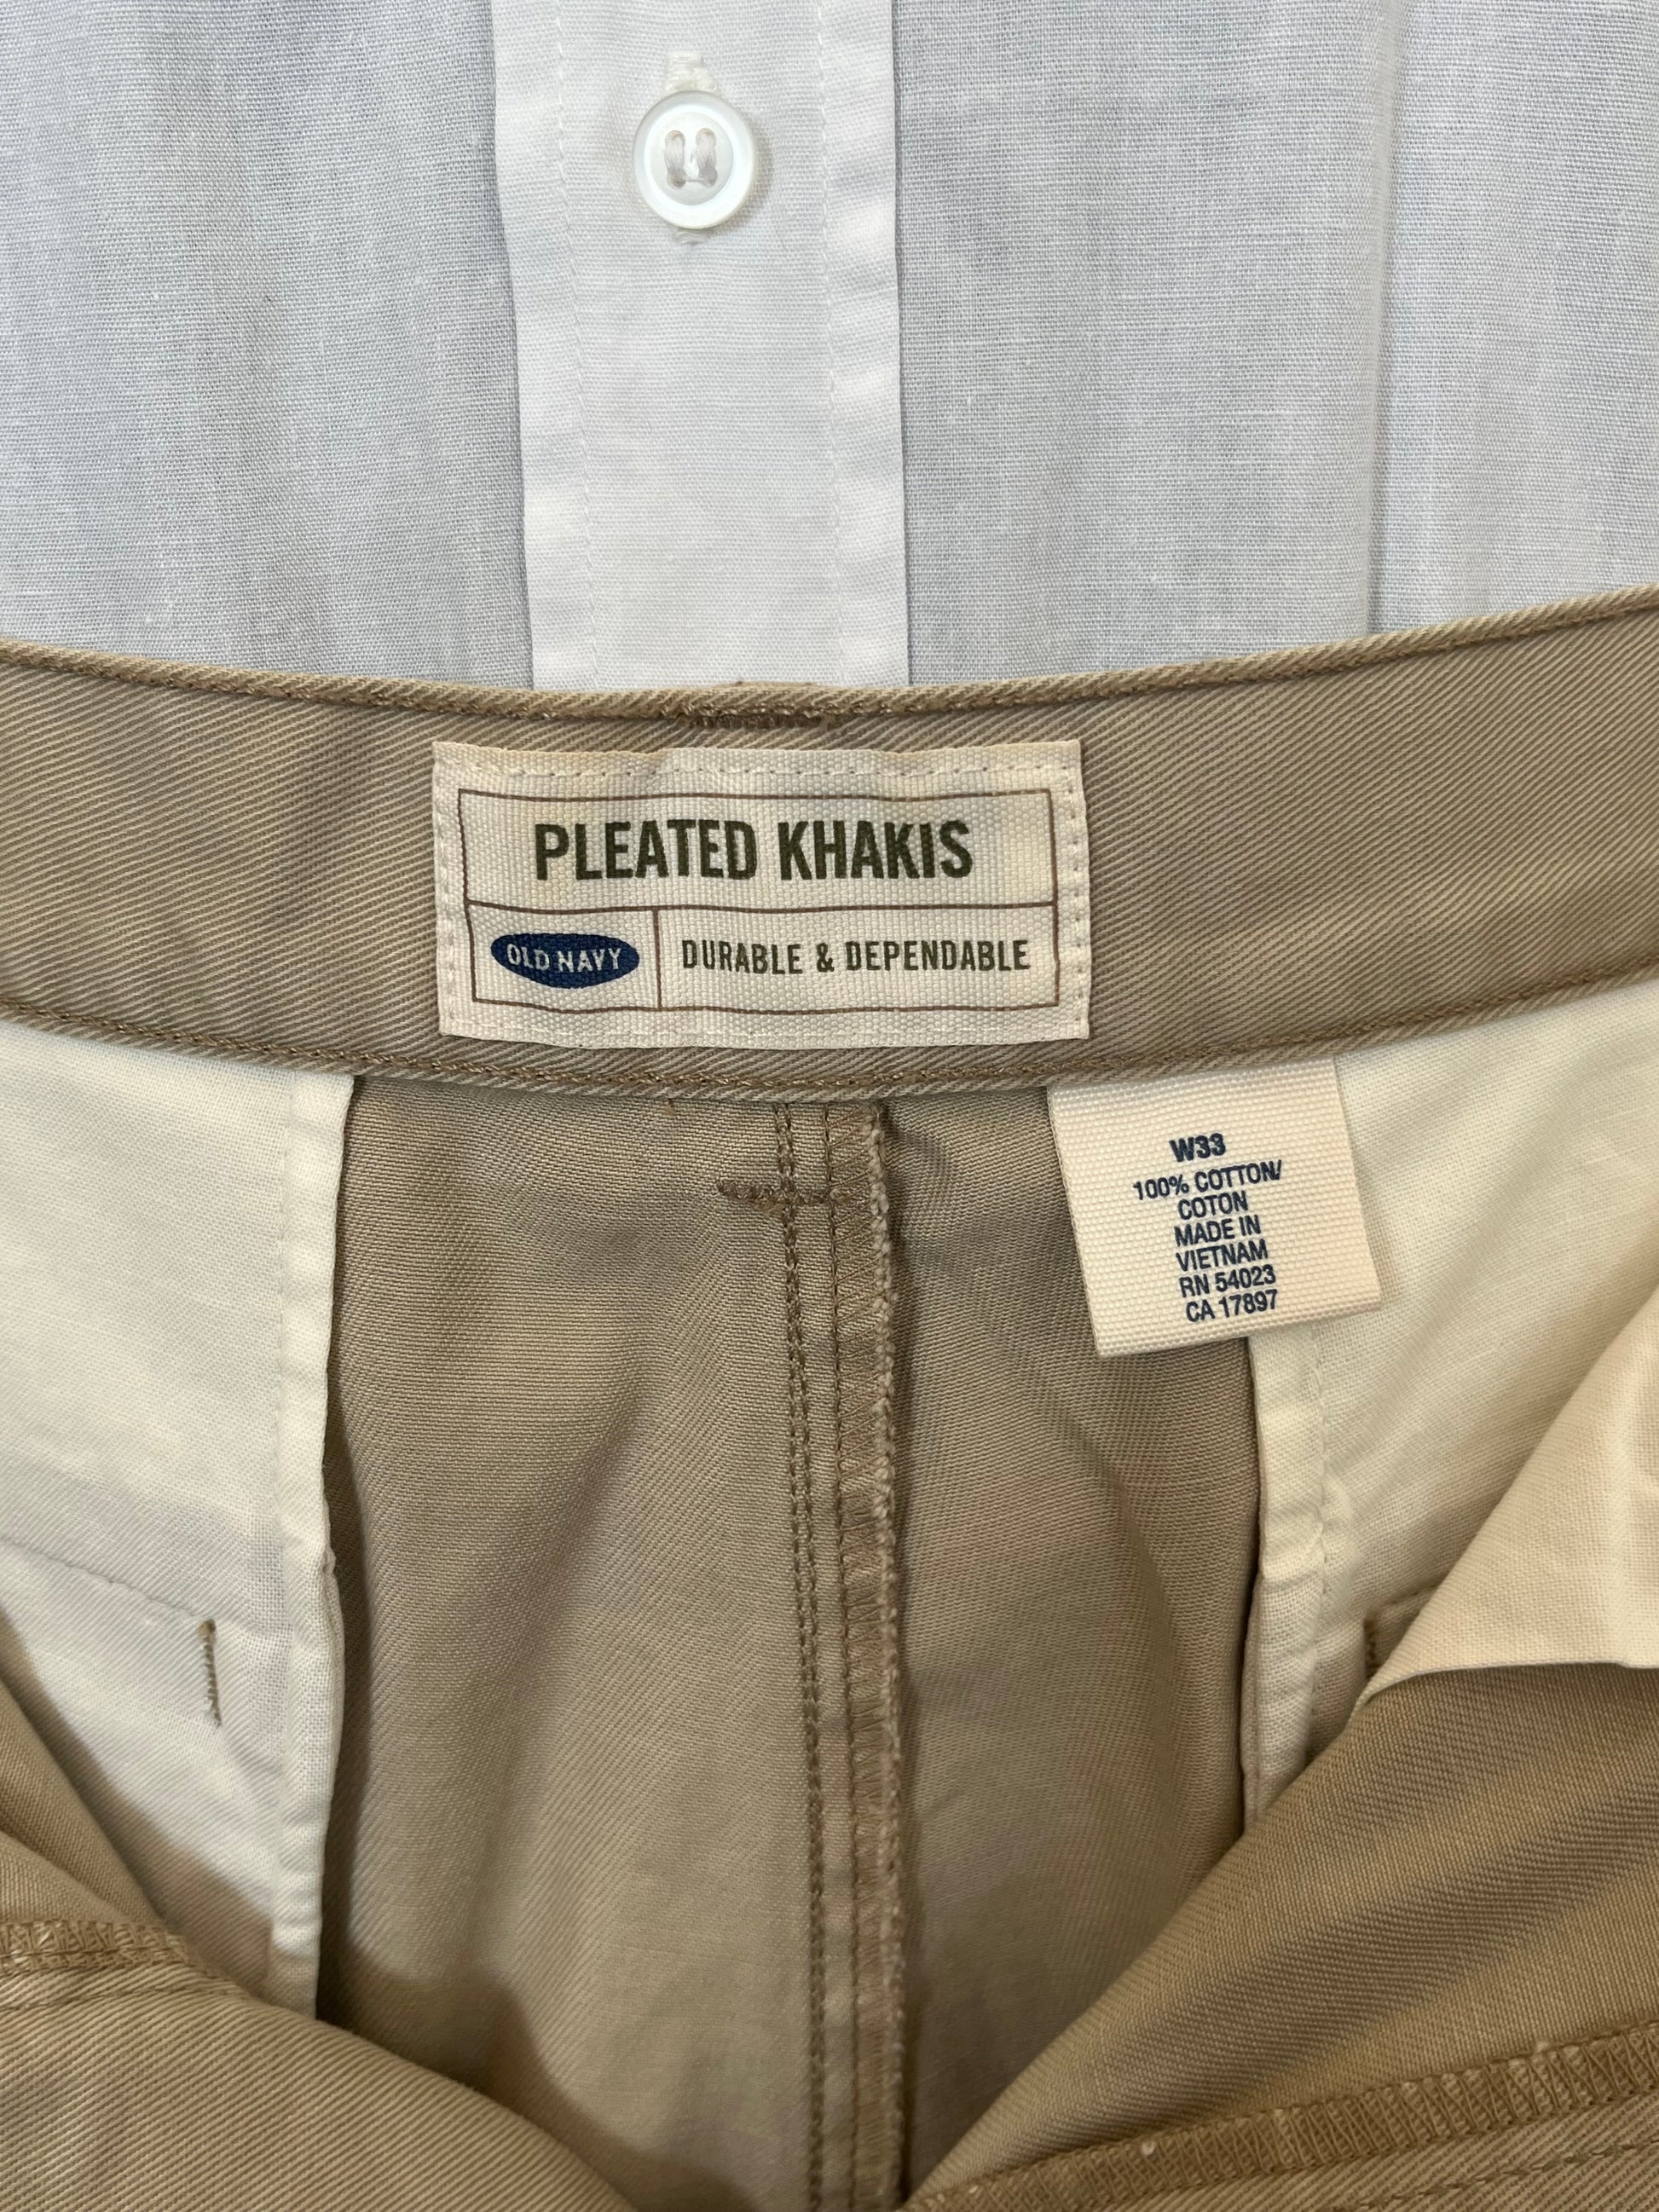 PLEATED KHAKIS
OLD NAVY
DURABLE & DEPENDABLE
W33
100% COTTON/
COTON
MADE IN
VIETNAM
RN 54023
CA 17897